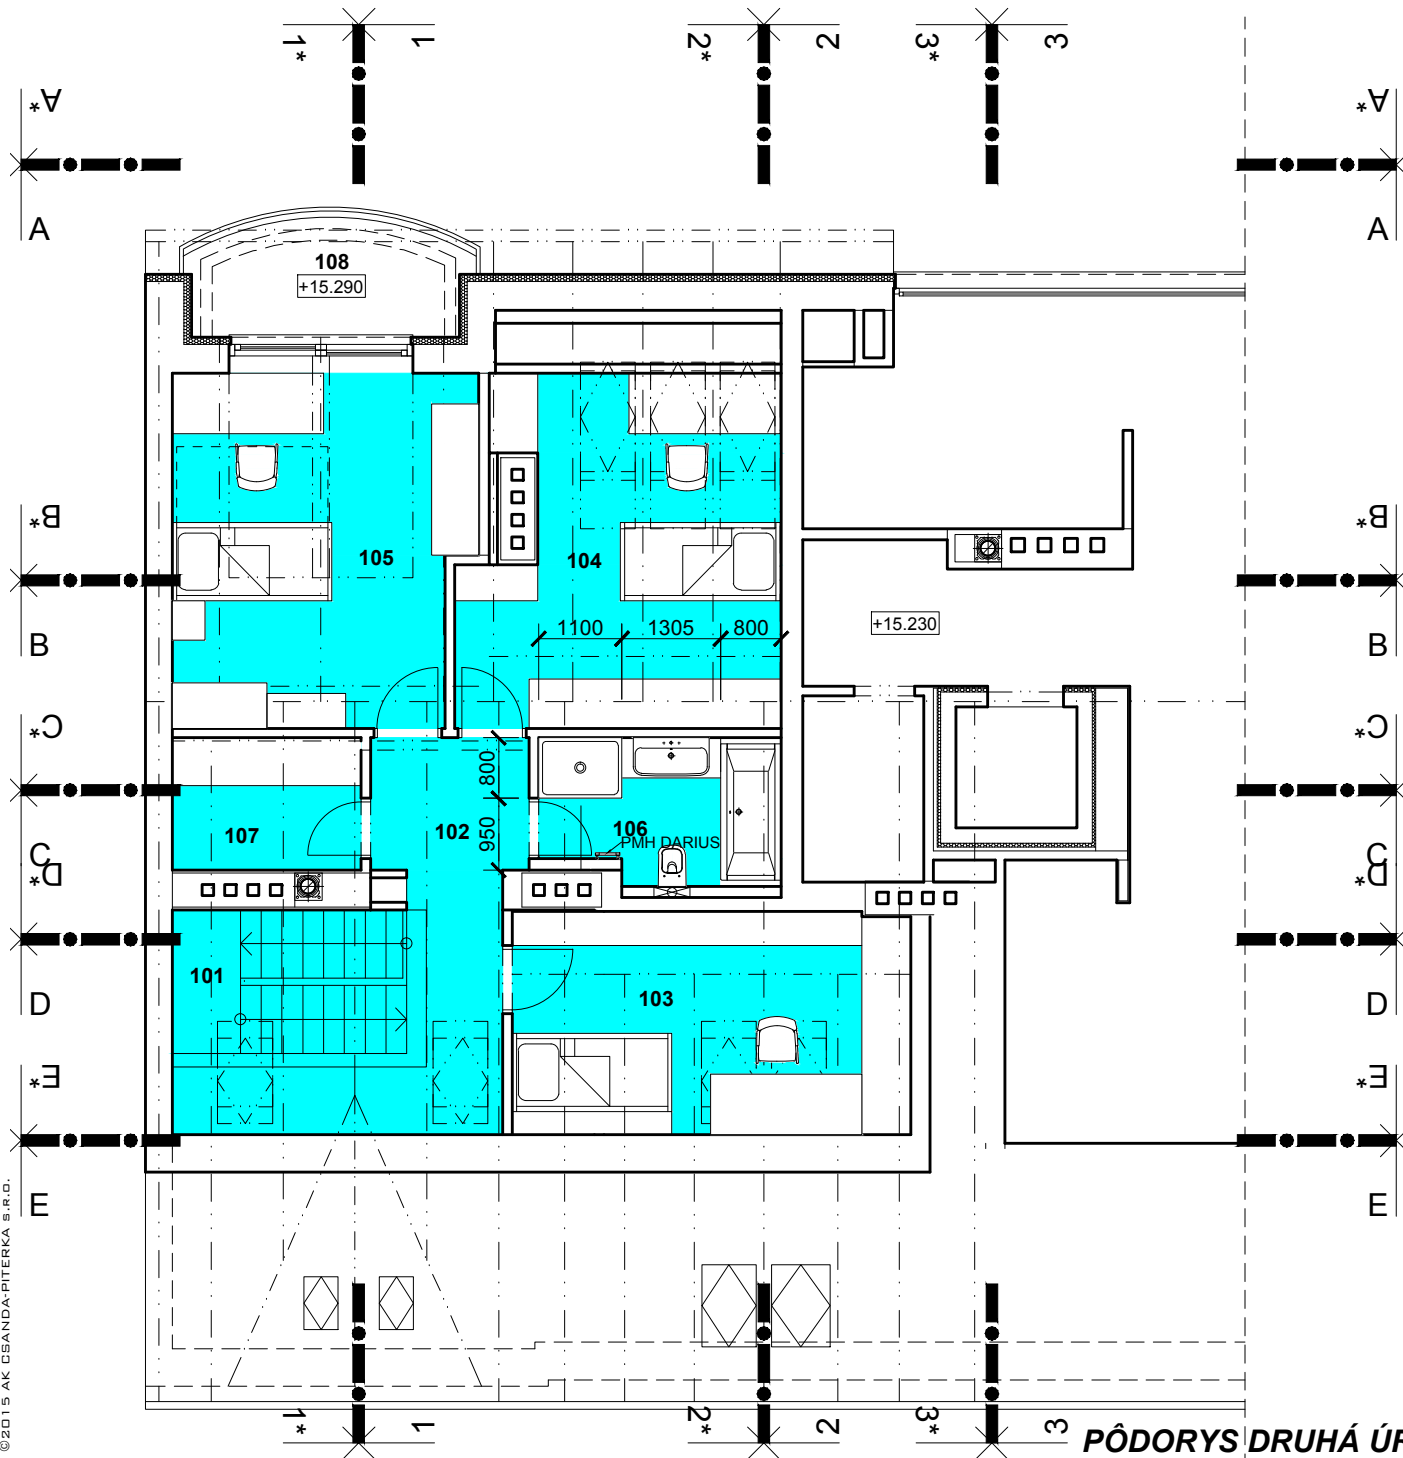 1* 1 2* 2 3* 3
A* A*
A A
108
+15.290
B* B*
105 104
B B
1100 1305 800
+15.230
C* C*
800
107 102 950 106
PMH DARIUS
C C
D* D*
101
103
D D
E* E*
E E
©2015 AK CSANDA-PITERKA S.R.O.
1* 1 2* 2 3* 3
PÔDORYS DRUHÁ